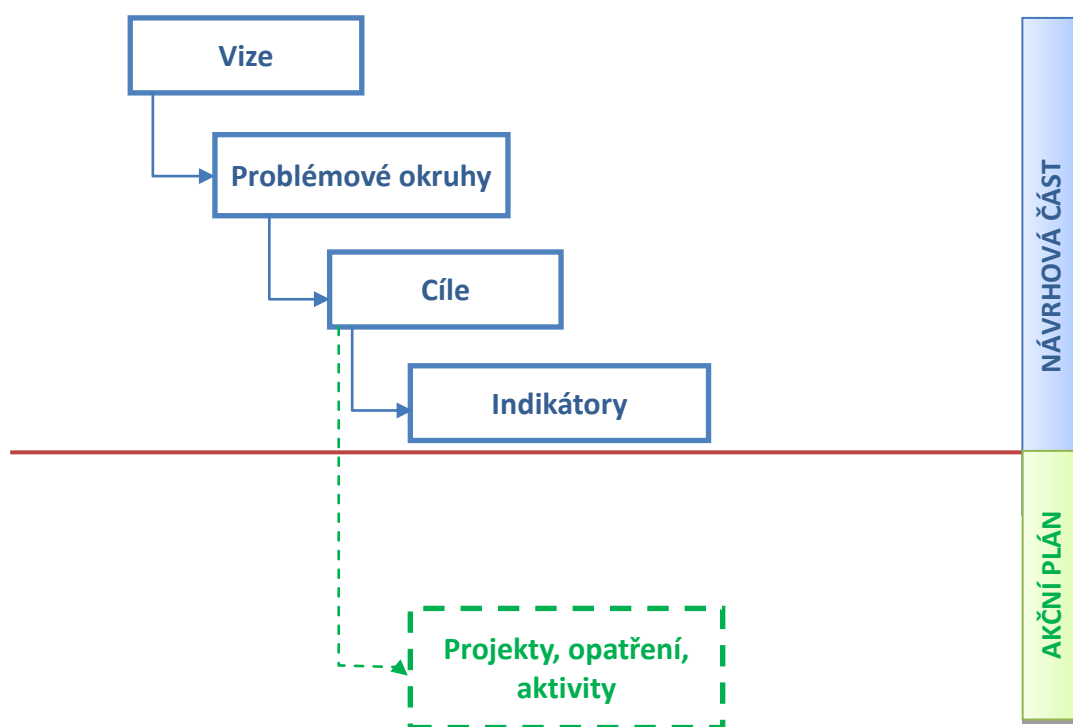 Vize
Problémové okruhy
Cíle
Indikátory
NÁVRHOVÁ ČÁST
Projekty, opatření,
aktivity
AKČNÍ PLÁN